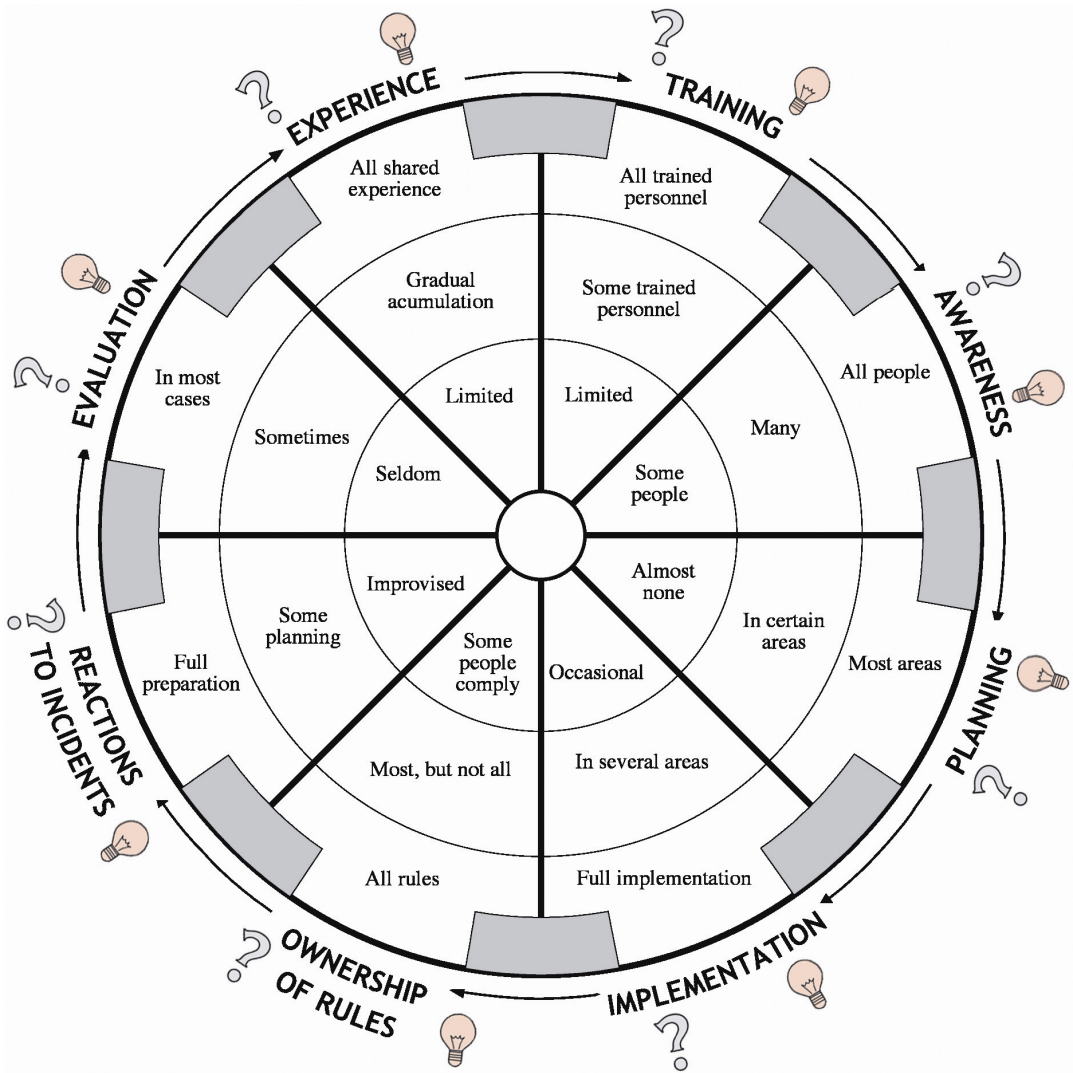 EXPERIENCE
All shared
experience
Gradual
acumulation
Limited
TRAINING
All trained
personnel
Some trained
personnel
Limited
AWARENESS
All people
Many
Some
people
PLANNING
Most areas
In certain
areas
Almost
none
IMPLEMENTATION
Full implementation
In several areas
Occasional
OWNERSHIP
OF RULES
All rules
Most, but not all
Some
people
comply
REACTIONS
TO INCIDENTS
Full
preparation
Some
planning
Improvised
EVALUATION
In most
cases
Sometimes
Seldom
?
?
?
?
?
?
?
?